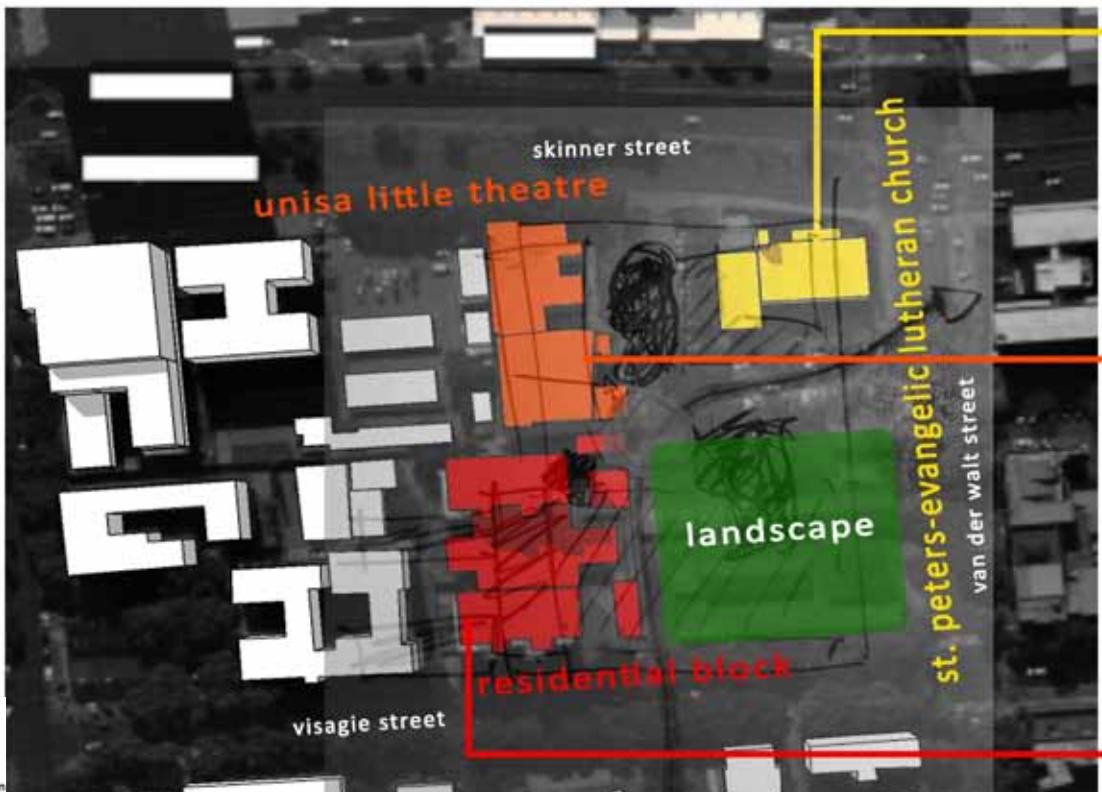 skinner street
unisa little theatre
st. peters-evangelic lutheran church
van der walt street
landscape
residential block
visagie street